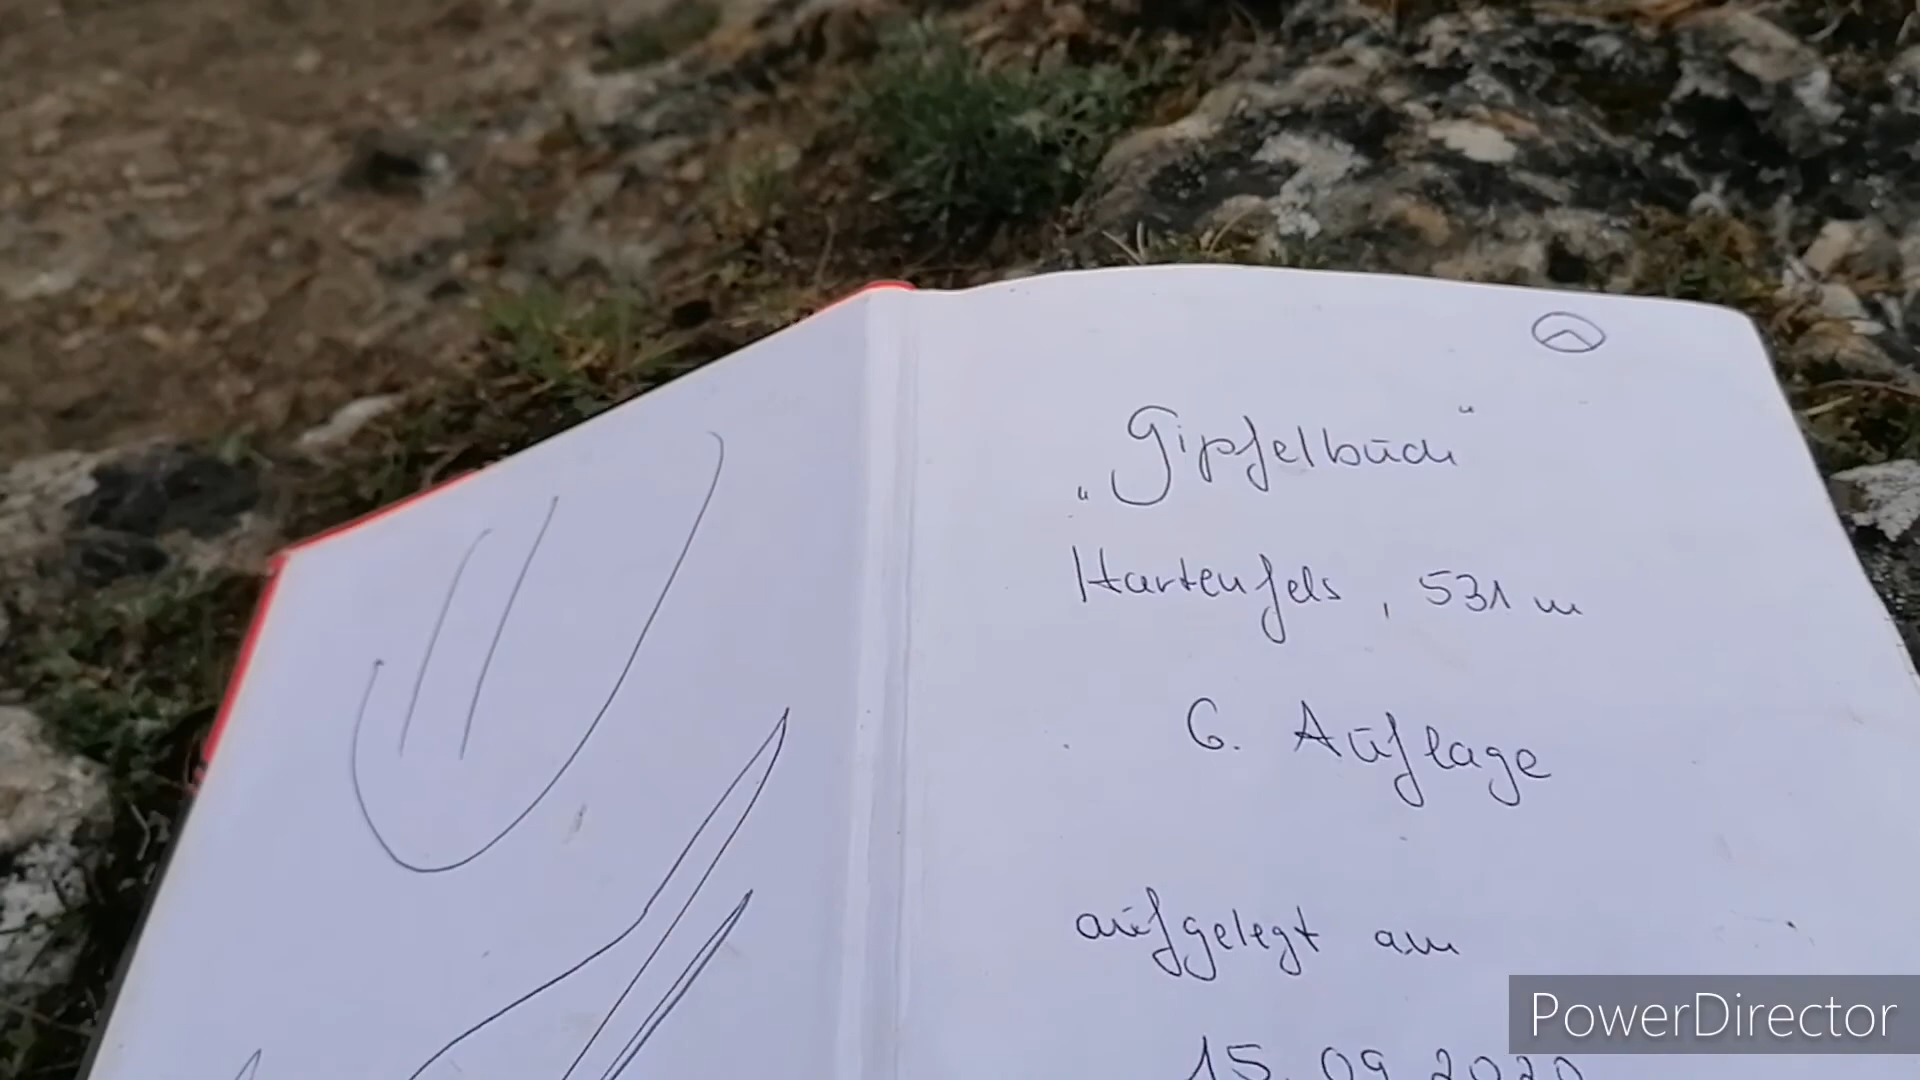 „Gipfelbuch“
Hartenfels, 531 m
6. Auflage
aufgelegt am
15.09.2020
PowerDirector